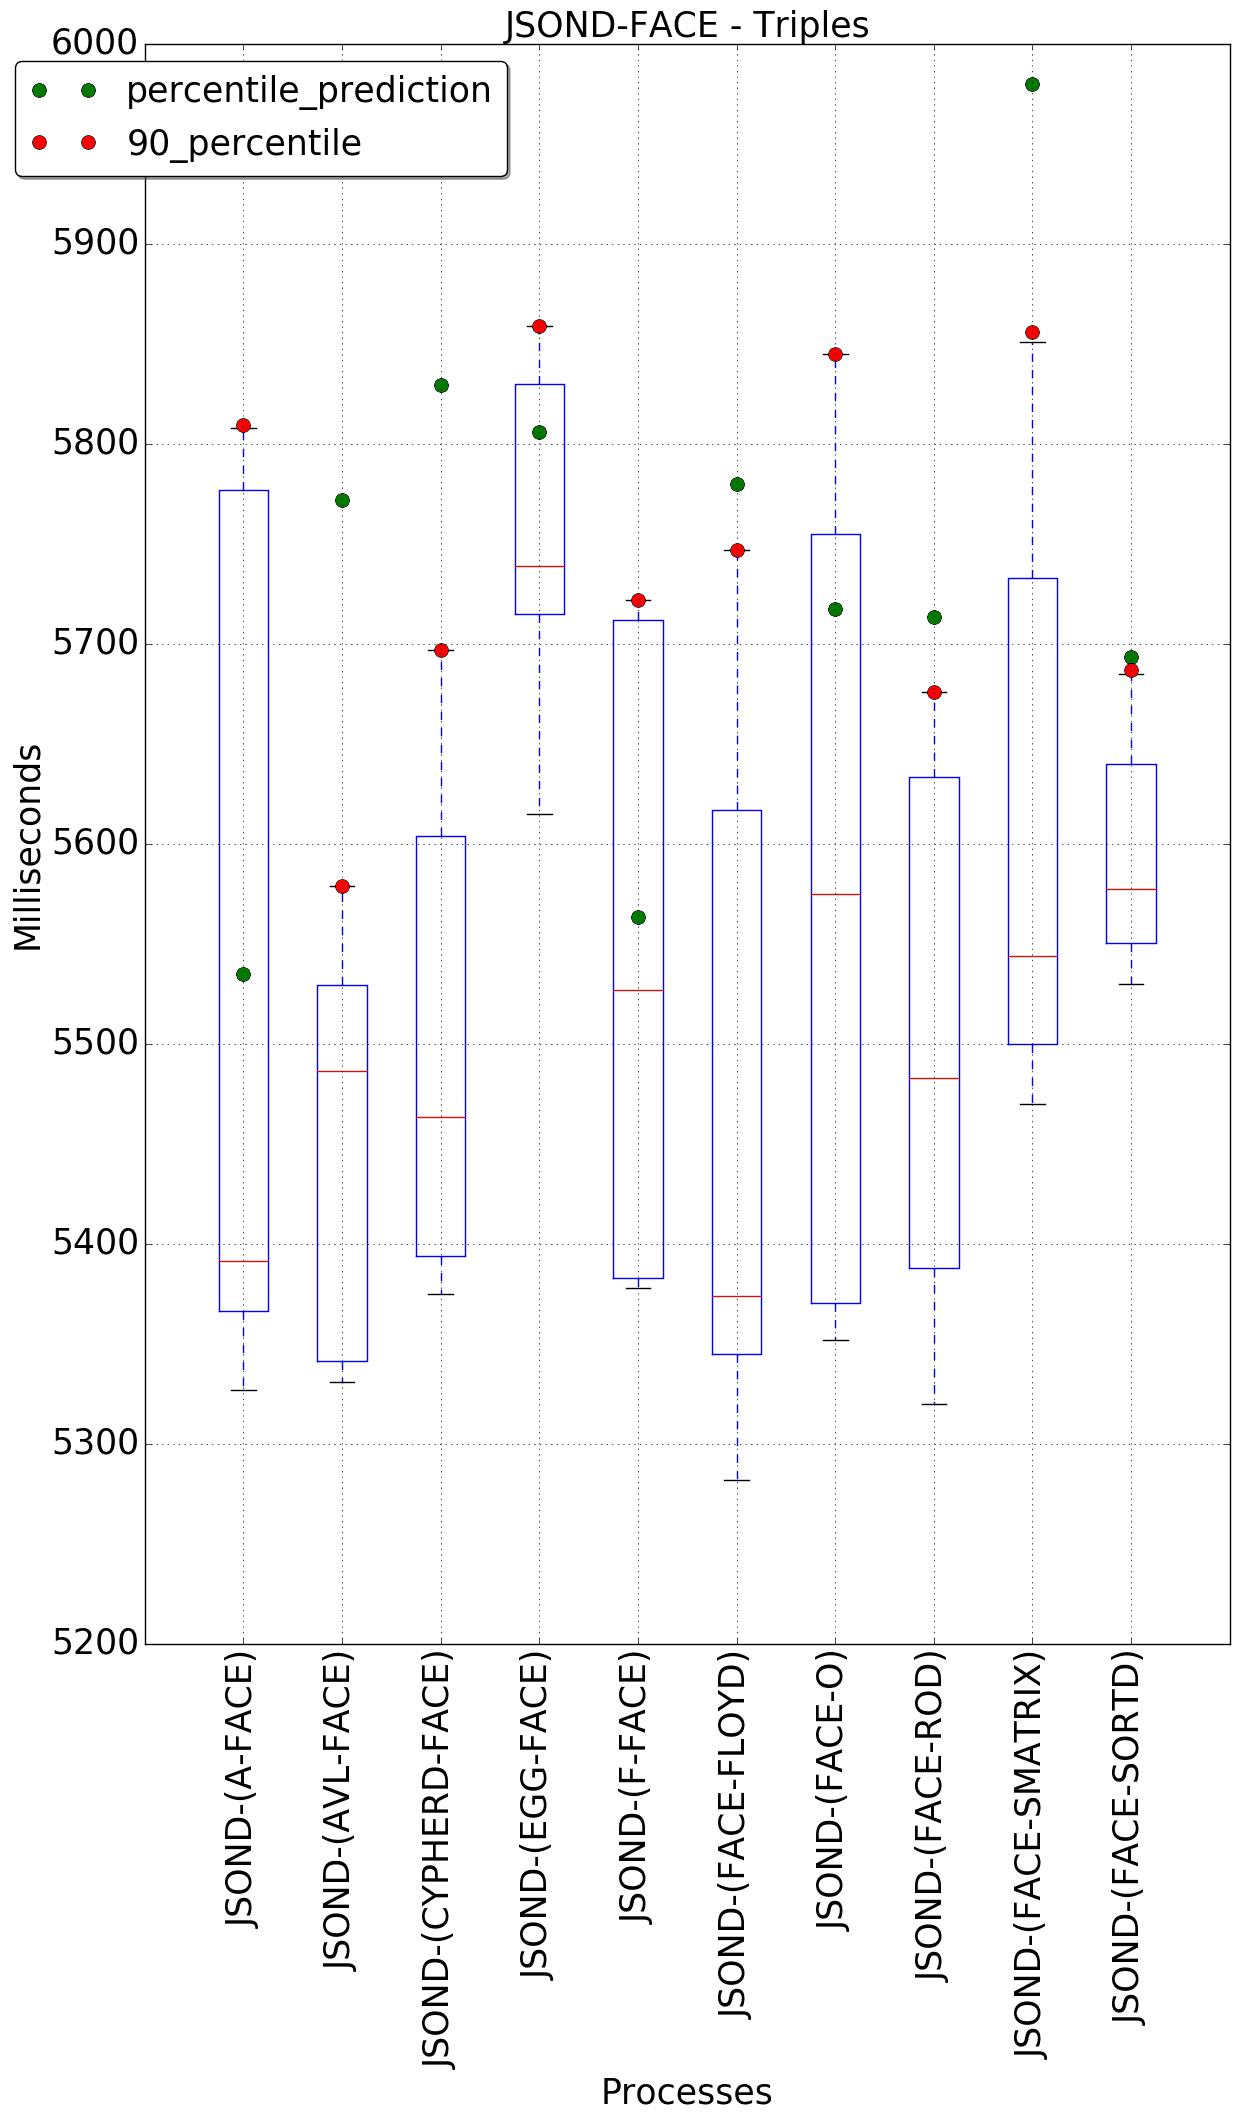 JSOND-FACE - Triples
6000
percentile_prediction
90_percentile
5900
5800
5700
5600
5500
5400
5300
5200
Milliseconds
JSOND-(A-FACE)
JSOND-(AVL-FACE)
JSOND-(CYPHERD-FACE)
JSOND-(EGG-FACE)
JSOND-(F-FACE)
JSOND-(FACE-FLOYD)
JSOND-(FACE-O)
JSOND-(FACE-ROD)
JSOND-(FACE-SMATRIX)
JSOND-(FACE-SORTD)
Processes